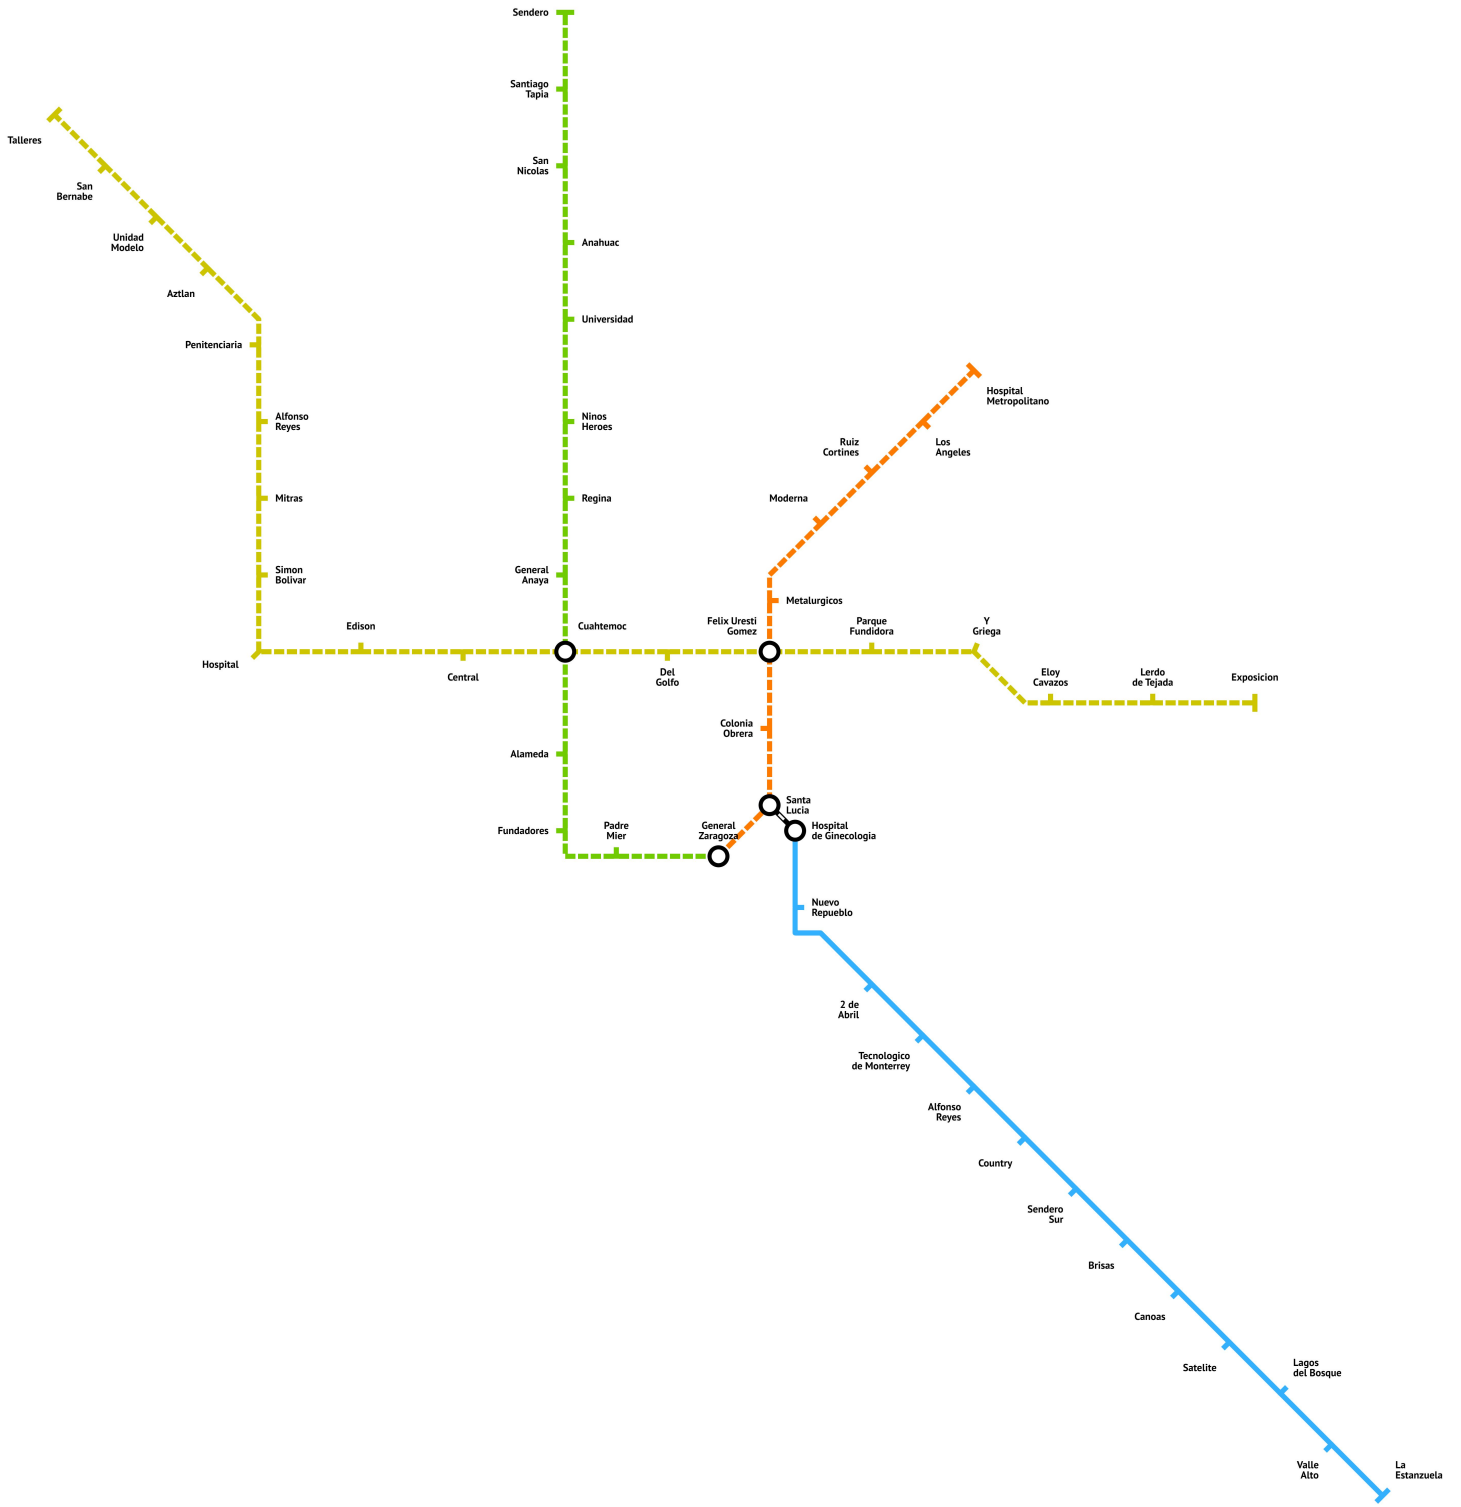 Sendero
Santiago
Tapia
San
Nicolas
Anahuac
Universidad
Ninos
Heroes
Regina
General
Anaya
Cuahtemoc
Alameda
Fundadores
Padre
Mier
General
Zaragoza
Talleres
San
Bernabe
Unidad
Modelo
Aztlan
Penitenciaria
Alfonso
Reyes
Mitras
Simon
Bolivar
Hospital
Edison
Central
Del
Golfo
Felix Uresti
Gomez
Parque
Fundidora
Y
Griega
Eloy
Cavazos
Lerdo
de Tejada
Exposicion
Hospital
Metropolitano
Los
Angeles
Ruiz
Cortines
Moderna
Metalurgicos
Colonia
Obrera
Santa
Lucia
Hospital
de Ginecologia
Nuevo
Repueblo
2 de
Abril
Tecnologico
de Monterrey
Alfonso
Reyes
Country
Sendero
Sur
Brisas
Canoas
Satelite
Lagos
del Bosque
Valle
Alto
La
Estanzuela